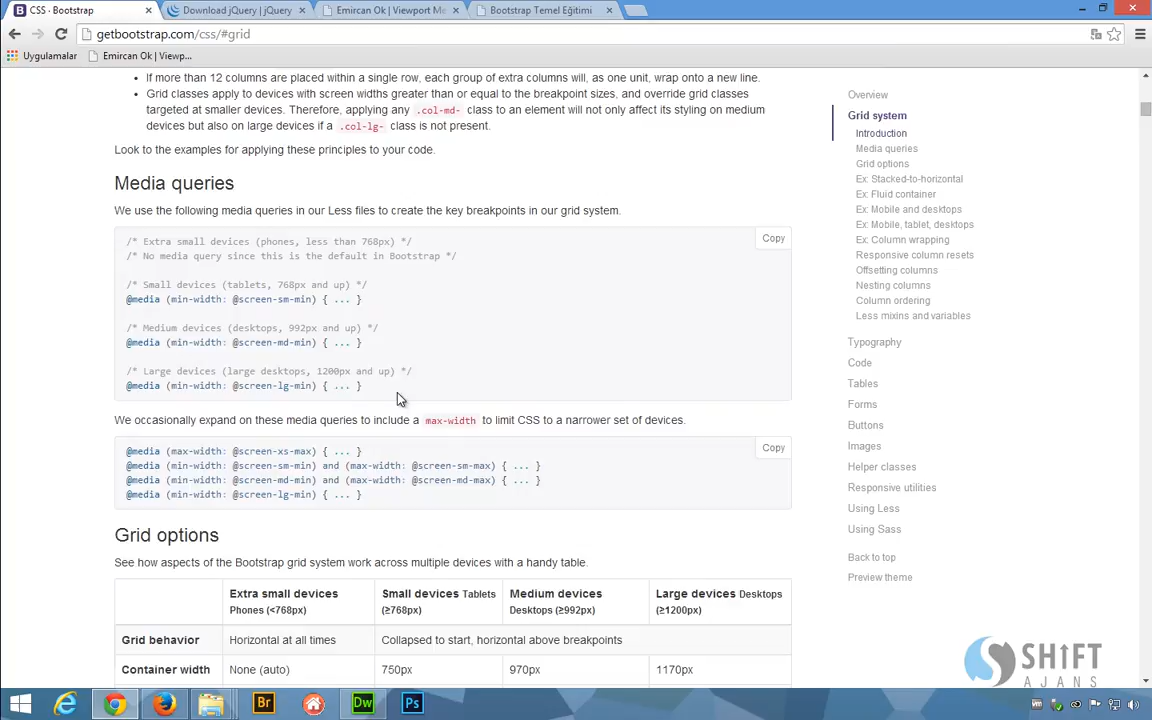 CSS · Bootstrap
Download jQuery | jQuery
Emircan Ok | Viewport Me
Bootstrap Temel Eğitimi
getbootstrap.com/css/#grid
Uygulamalar
Emircan Ok | Viewp...
If more than 12 columns are placed within a single row, each group of extra columns will, as one unit, wrap onto a new line.
Grid classes apply to devices with screen widths greater than or equal to the breakpoint sizes, and override grid classes
targeted at smaller devices. Therefore, applying any .col-md- class to an element will not only affect its styling on medium
devices but also on large devices if a .col-lg- class is not present.
Look to the examples for applying these principles to your code.
Media queries
We use the following media queries in our Less files to create the key breakpoints in our grid system.
Copy
/* Extra small devices (phones, less than 768px) */
/* No media query since this is the default in Bootstrap */
/* Small devices (tablets, 768px and up) */
@media (min-width: @screen-sm-min) { ... }
/* Medium devices (desktops, 992px and up) */
@media (min-width: @screen-md-min) { ... }
/* Large devices (large desktops, 1200px and up) */
@media (min-width: @screen-lg-min) { ... }
We occasionally expand on these media queries to include a max-width to limit CSS to a narrower set of devices.
Copy
@media (max-width: @screen-xs-max) { ... }
@media (min-width: @screen-sm-min) and (max-width: @screen-sm-max) { ... }
@media (min-width: @screen-md-min) and (max-width: @screen-md-max) { ... }
@media (min-width: @screen-lg-min) { ... }
Grid options
See how aspects of the Bootstrap grid system work across multiple devices with a handy table.
Extra small devices
Phones (<768px)
Small devices Tablets
(≥768px)
Medium devices
Desktops (≥992px)
Large devices Desktops
(≥1200px)
Grid behavior
Horizontal at all times
Collapsed to start, horizontal above breakpoints
Container width
None (auto)
750px
970px
1170px
Overview
Grid system
Introduction
Media queries
Grid options
Ex: Stacked-to-horizontal
Ex: Fluid container
Ex: Mobile and desktops
Ex: Mobile, tablet, desktops
Ex: Column wrapping
Responsive column resets
Offsetting columns
Nesting columns
Column ordering
Less mixins and variables
Typography
Code
Tables
Forms
Buttons
Images
Helper classes
Responsive utilities
Using Less
Using Sass
Back to top
Preview theme
SHiFT
AJANS
Br
Dw
Ps